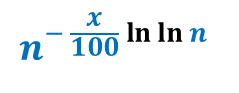 n^{-\frac{x}{100} \ln \ln n}